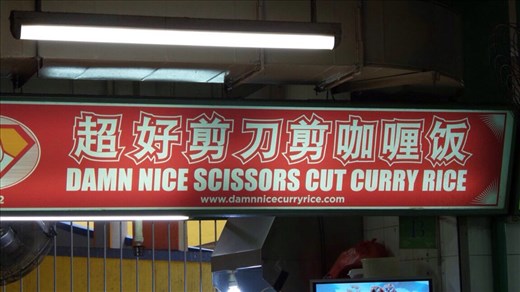 超好剪刀剪咖喱饭
DAMN NICE SCISSORS CUT CURRY RICE
www.damnnicecurryrice.com